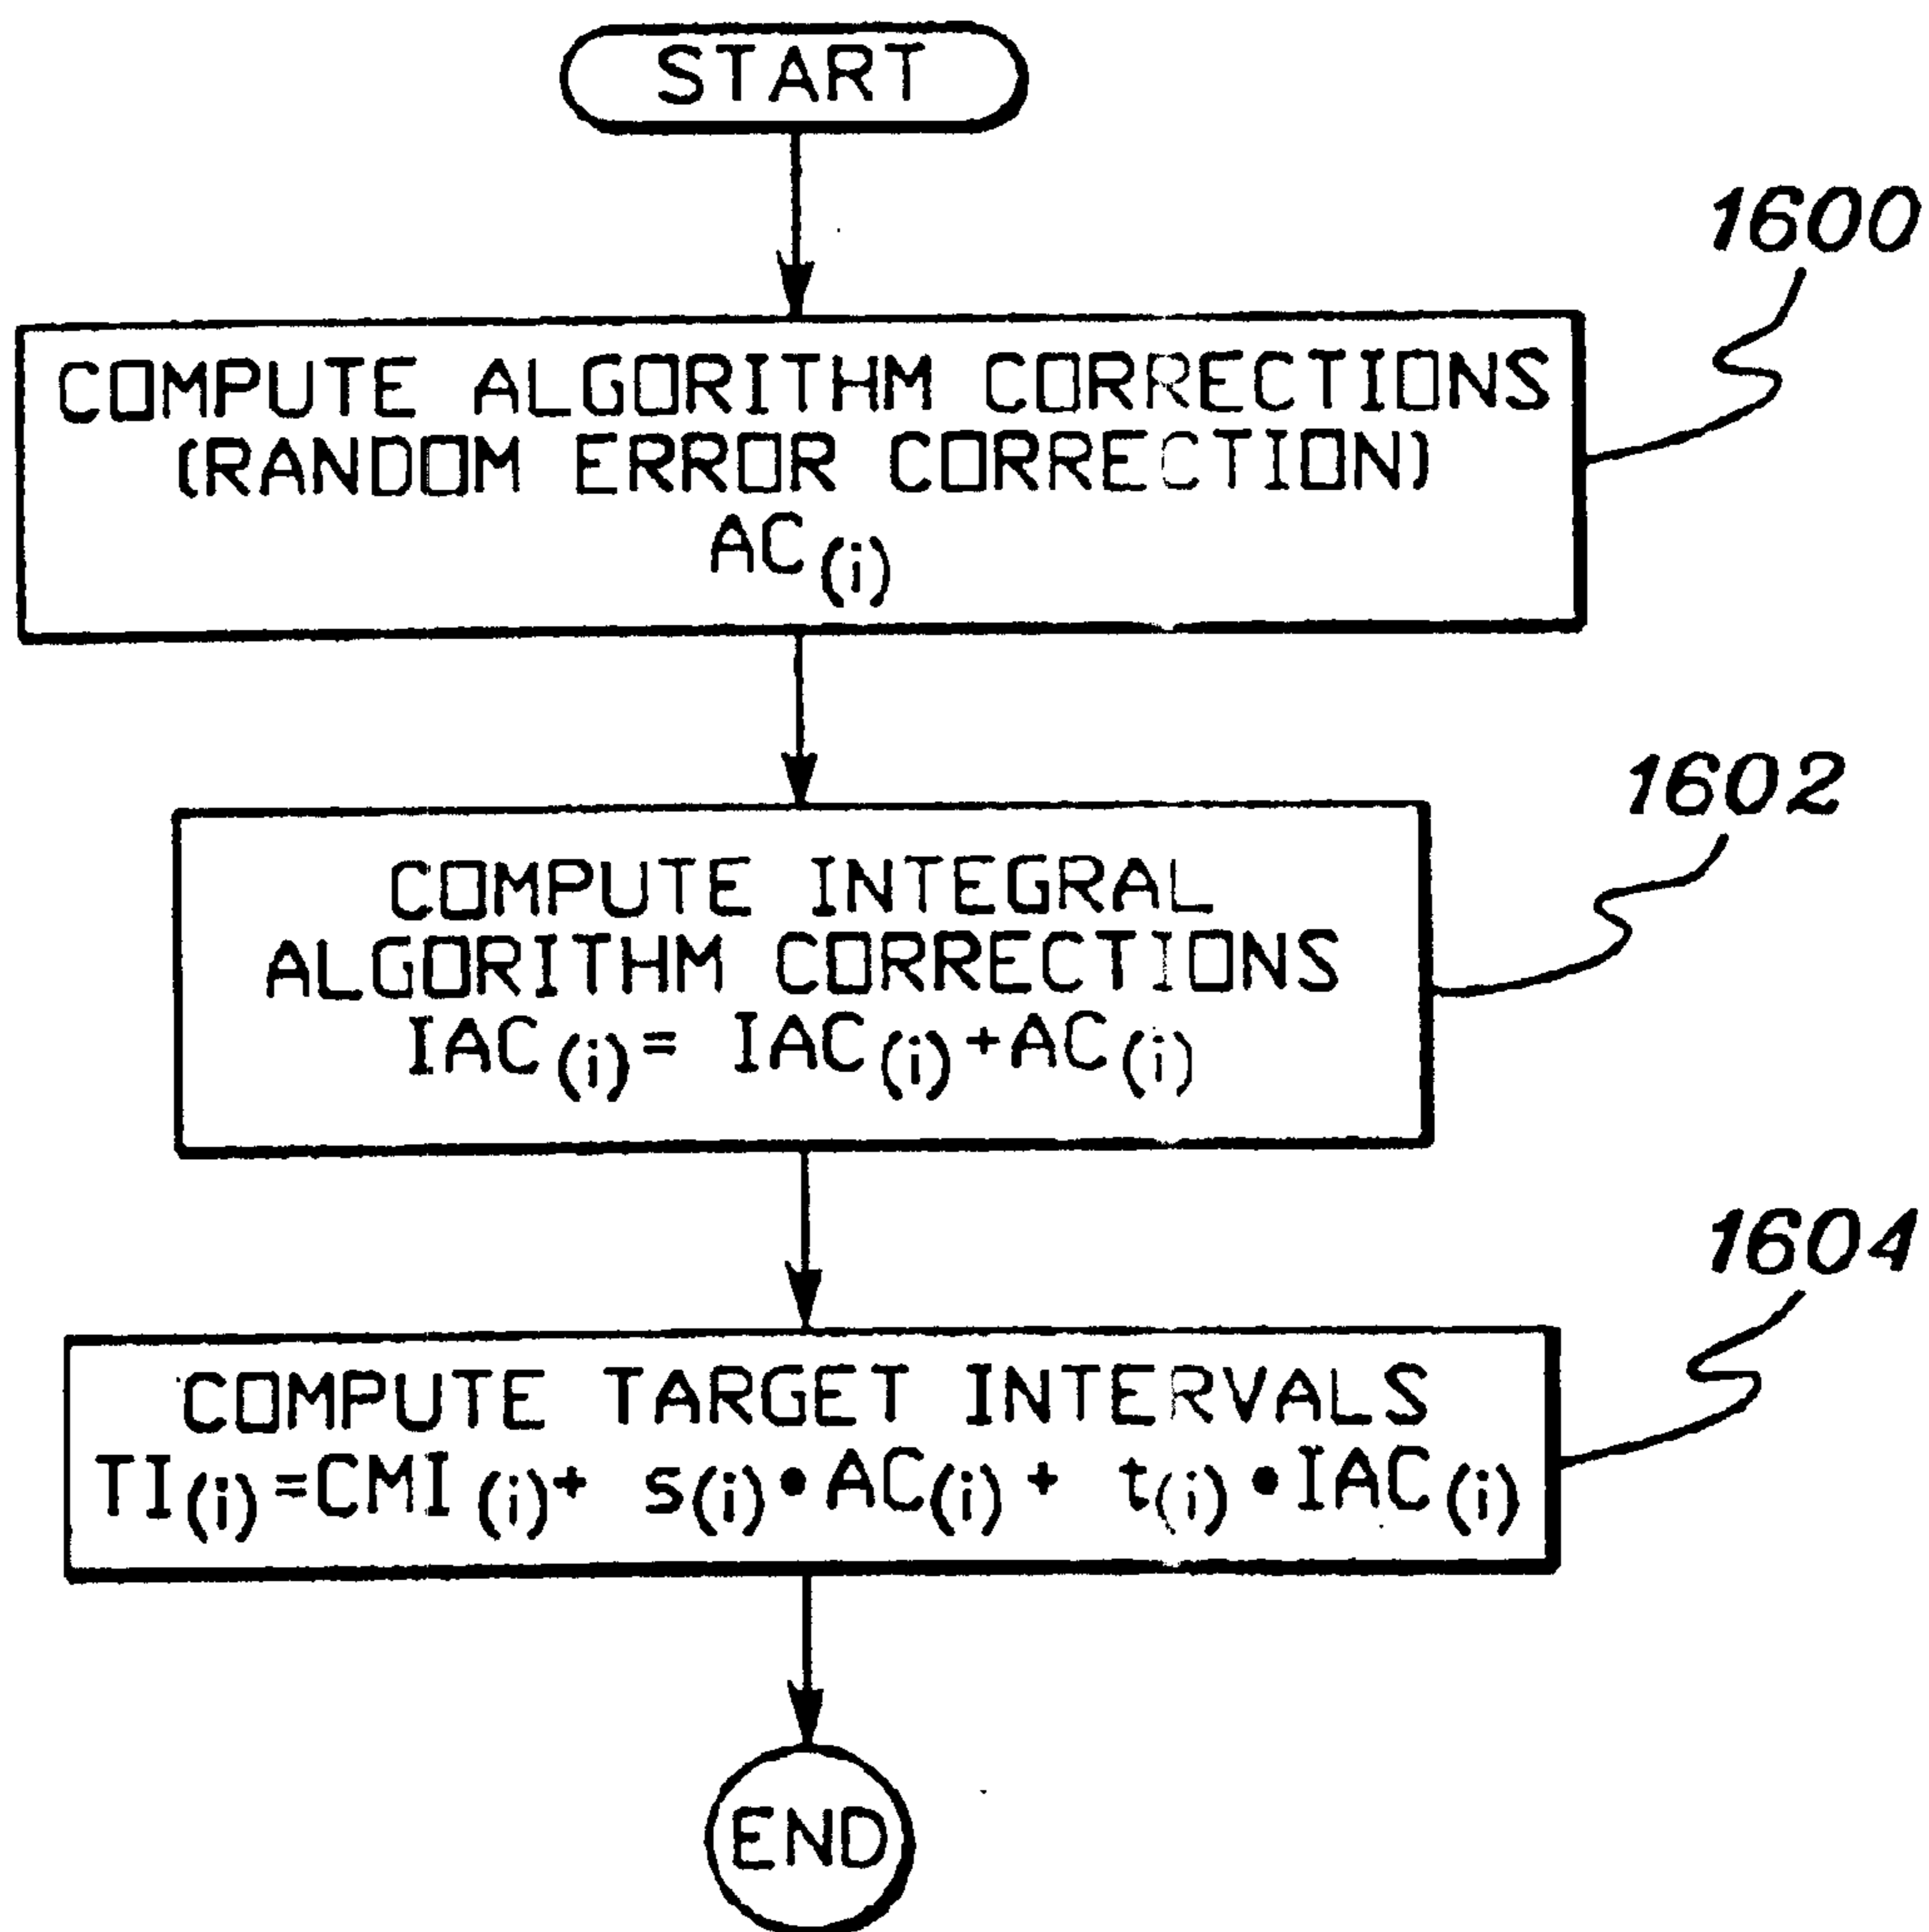 START
1600
COMPUTE ALGORITHM CORRECTIONS
(RANDOM ERROR CORRECTION)
AC(i)
1602
COMPUTE INTEGRAL
ALGORITHM CORRECTIONS
IAC(i)= IAC(i)+AC(i)
1604
COMPUTE TARGET INTERVALS
TI(i)=CMI(i)+ s(i)•AC(i)+ t(i)•IAC(i)
END